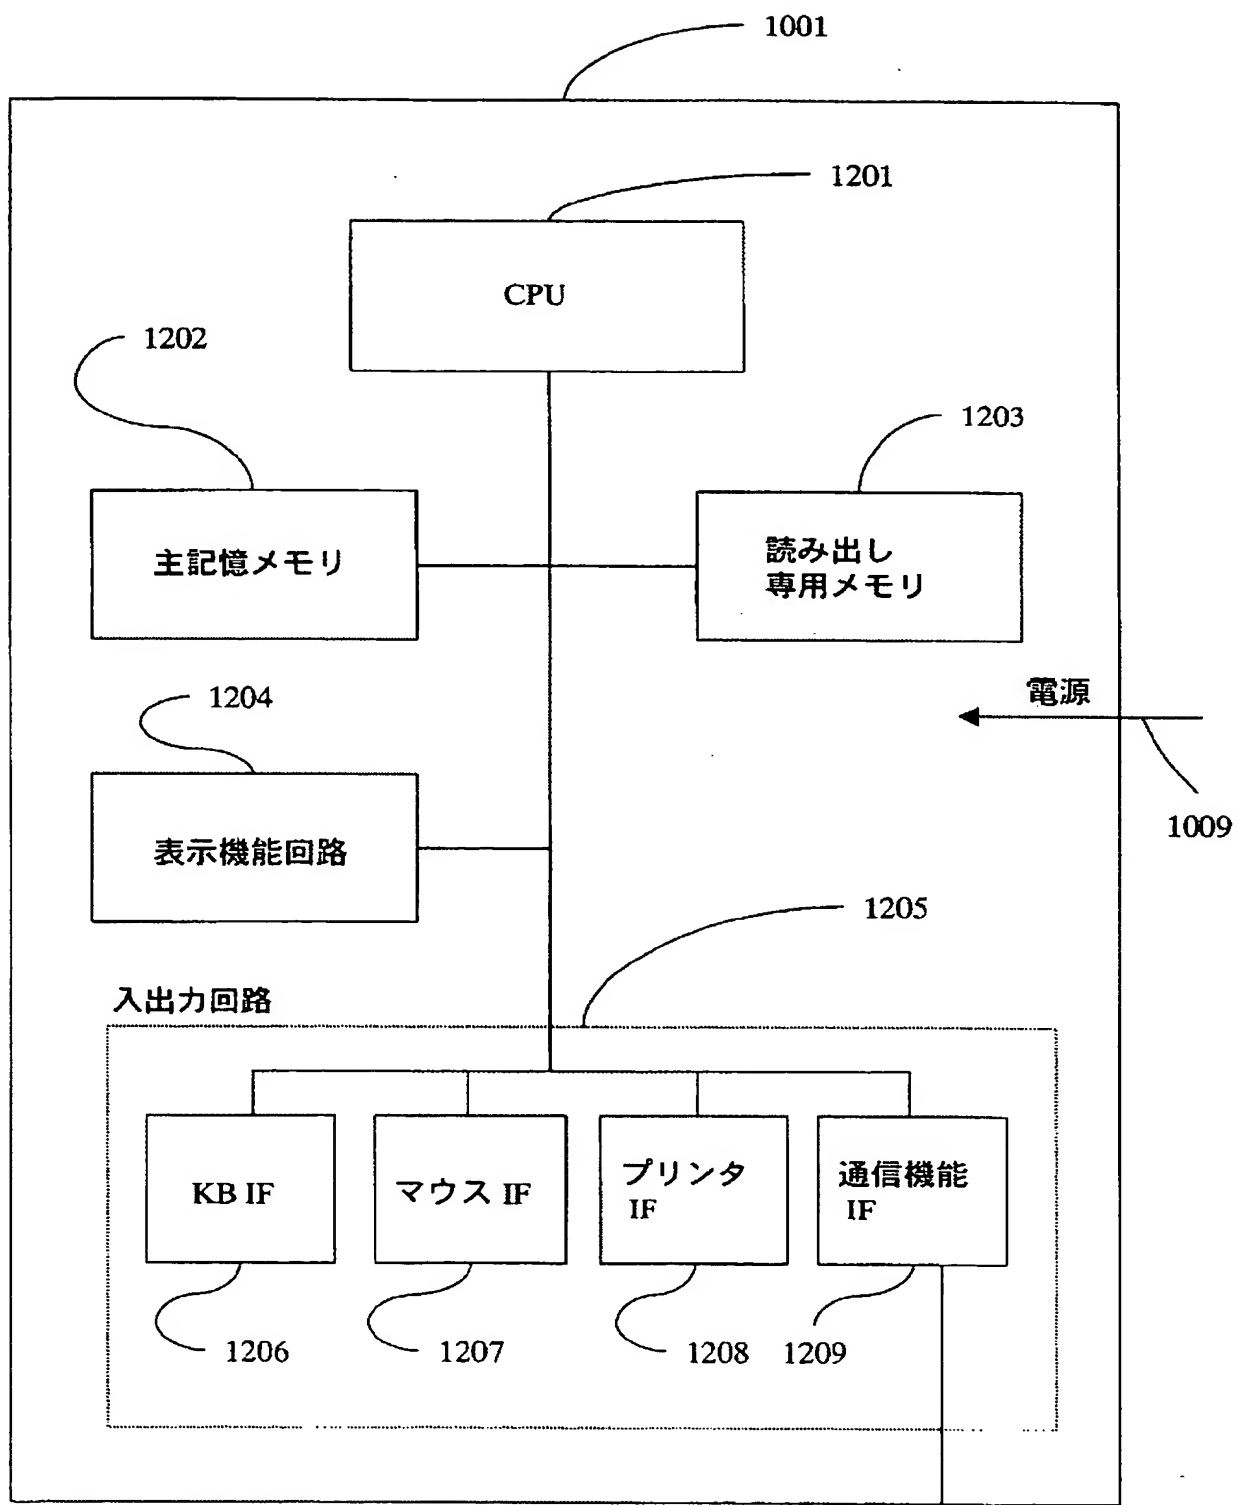 1001
1201
CPU
1202
1203
主記憶メモリ
読み出し
専用メモリ
電源
1204
1009
表示機能回路
1205
入出力回路
KB IF
マウス IF
プリンタ
IF
通信機能
IF
1206
1207
1208
1209